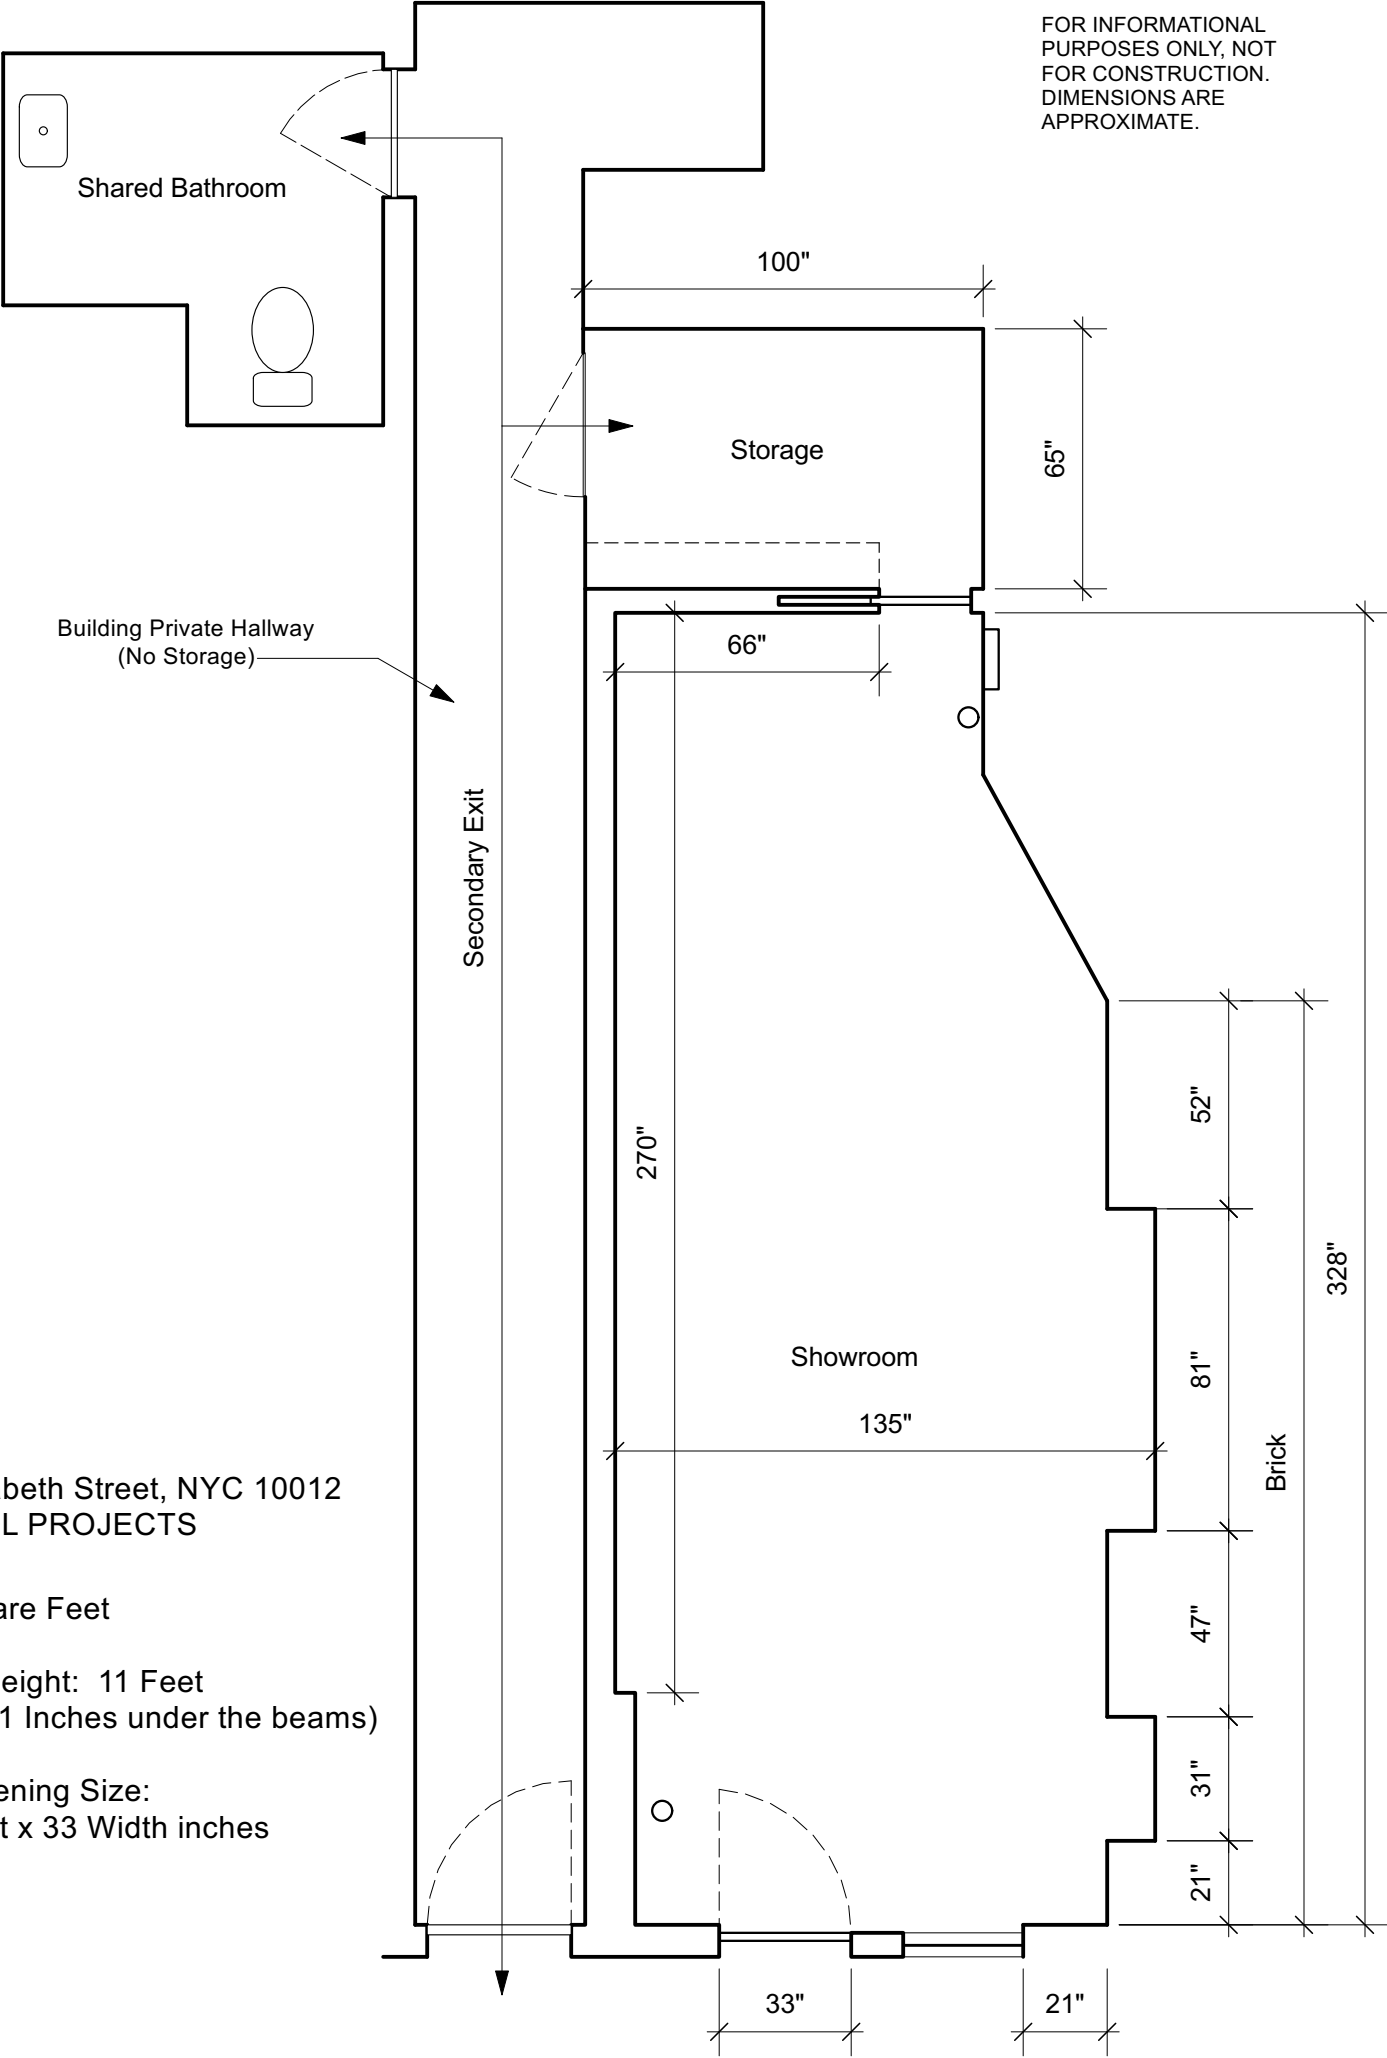 FOR INFORMATIONAL
PURPOSES ONLY, NOT
FOR CONSTRUCTION.
DIMENSIONS ARE
APPROXIMATE.
Shared Bathroom
100"
Storage
65"
Building Private Hallway
(No Storage)
66"
Secondary Exit
270"
52"
328"
Showroom
81"
135"
Brick
beth Street, NYC 10012
L PROJECTS
47"
are Feet
eight: 11 Feet
1 Inches under the beams)
31"
ening Size:
t x 33 Width inches
21"
33"
21"